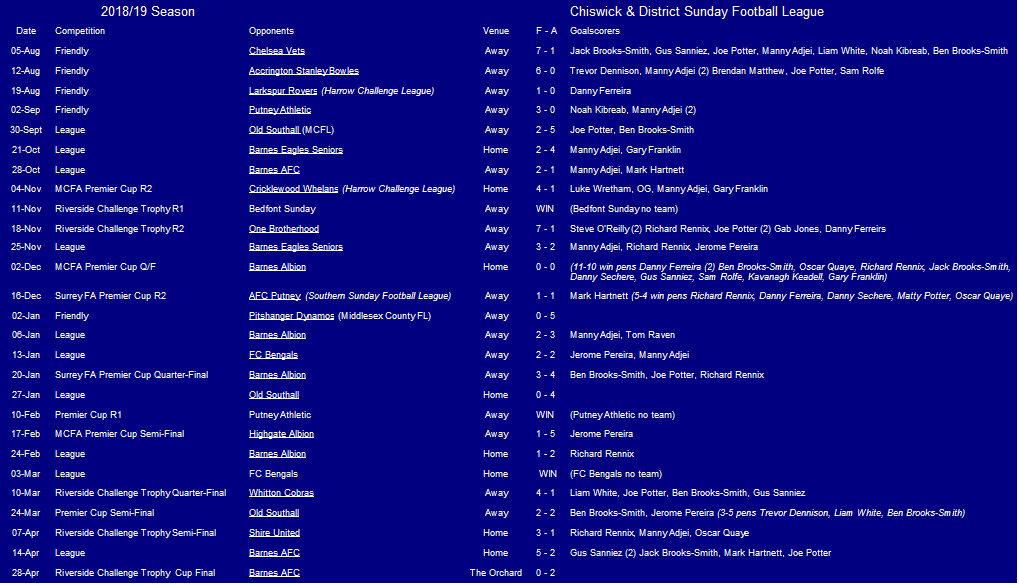 2018/19 Season Chiswick & District Sunday Football League
Date Competition Opponents Venue F - A Goalscorers
05-Aug Friendly Chelsea Vets Away 7 - 1 Jack Brooks-Smith, Gus Sanniez, Joe Potter, Manny Adjei, Liam White, Noah Kibreab, Ben Brooks-Smith
12-Aug Friendly Accrington Stanley Bowles Away 6 - 0 Trevor Dennison, Manny Adjei (2) Brendan Matthew, Joe Potter, Sam Rolfe
19-Aug Friendly Larkspur Rovers (Harrow Challenge League) Away 1 - 0 Danny Ferreira
02-Sep Friendly Putney Athletic Away 3 - 0 Noah Kibreab, Manny Adjei (2)
30-Sept League Old Southall (MCFL) Away 2 - 5 Joe Potter, Ben Brooks-Smith
21-Oct League Barnes Eagles Seniors Home 2 - 4 Manny Adjei, Gary Franklin
28-Oct League Barnes AFC Away 2 - 1 Manny Adjei, Mark Hartnett
04-Nov MCFA Premier Cup R2 Cricklewood Whelans (Harrow Challenge League) Home 4 - 1 Luke Wretham, OG, Manny Adjei, Gary Franklin
11-Nov Riverside Challenge Trophy R1 Bedfont Sunday Away WIN (Bedfont Sunday no team)
18-Nov Riverside Challenge Trophy R2 One Brotherhood Away 7 - 1 Steve O'Reilly (2) Richard Rennix, Joe Potter (2) Gab Jones, Danny Ferreirs
25-Nov League Barnes Eagles Seniors Away 3 - 2 Manny Adjei, Richard Rennix, Jerome Pereira
02-Dec MCFA Premier Cup Q/F Barnes Albion Home 0 - 0 (11-10 win pens Danny Ferreira (2) Ben Brooks-Smith, Oscar Quaye, Richard Rennix, Jack Brooks-Smith,
Danny Sechere, Gus Sanniez, Sam Rolfe, Kavanagh Keadell, Gary Franklin)
16-Dec Surrey FA Premier Cup R2 AFC Putney (Southern Sunday Football League) Away 1 - 1 Mark Hartnett (5-4 win pens Richard Rennix, Danny Ferreira, Danny Sechere, Matty Potter, Oscar Quaye)
02-Jan Friendly Pitshanger Dynamos (Middlesex County FL) Away 0 - 5
06-Jan League Barnes Albion Away 2 - 3 Manny Adjei, Tom Raven
13-Jan League FC Bengals Away 2 - 2 Jerome Pereira, Manny Adjei
20-Jan Surrey FA Premier Cup Quarter-Final Barnes Albion Away 3 - 4 Ben Brooks-Smith, Joe Potter, Richard Rennix
27-Jan League Old Southall Home 0 - 4
10-Feb Premier Cup R1 Putney Athletic Away WIN (Putney Athletic no team)
17-Feb MCFA Premier Cup Semi-Final Highgate Albion Away 1 - 5 Jerome Pereira
24-Feb League Barnes Albion Home 1 - 2 Richard Rennix
03-Mar League FC Bengals Home WIN (FC Bengals no team)
10-Mar Riverside Challenge Trophy Quarter-Final Whitton Cobras Away 4 - 1 Liam White, Joe Potter, Ben Brooks-Smith, Gus Sanniez
24-Mar Premier Cup Semi-Final Old Southall Away 2 - 2 Ben Brooks-Smith, Jerome Pereira (3-5 pens Trevor Dennison, Liam White, Ben Brooks-Smith)
07-Apr Riverside Challenge Trophy Semi-Final Shire United Home 3 - 1 Richard Rennix, Manny Adjei, Oscar Quaye
14-Apr League Barnes AFC Home 5 - 2 Gus Sanniez (2) Jack Brooks-Smith, Mark Hartnett, Joe Potter
28-Apr Riverside Challenge Trophy Cup Final Barnes AFC The Orchard 0 - 2